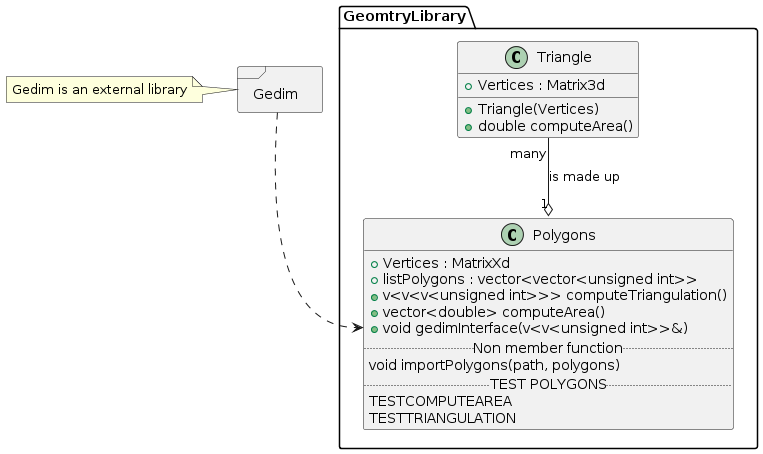 GeomtryLibrary
Triangle
Vertices : Matrix3d
Triangle(Vertices)
double computeArea()
Gedim is an external library
Gedim
many
is made up
1
Polygons
Vertices : MatrixXd
listPolygons : vector<vector<unsigned int>>
v<v<v<unsigned int>>> computeTriangulation()
vector<double> computeArea()
void gedimInterface(v<v<unsigned int>>&)
Non member function
void importPolygons(path, polygons)
TEST POLYGONS
TESTCOMPUTEAREA
TESTTRIANGULATION